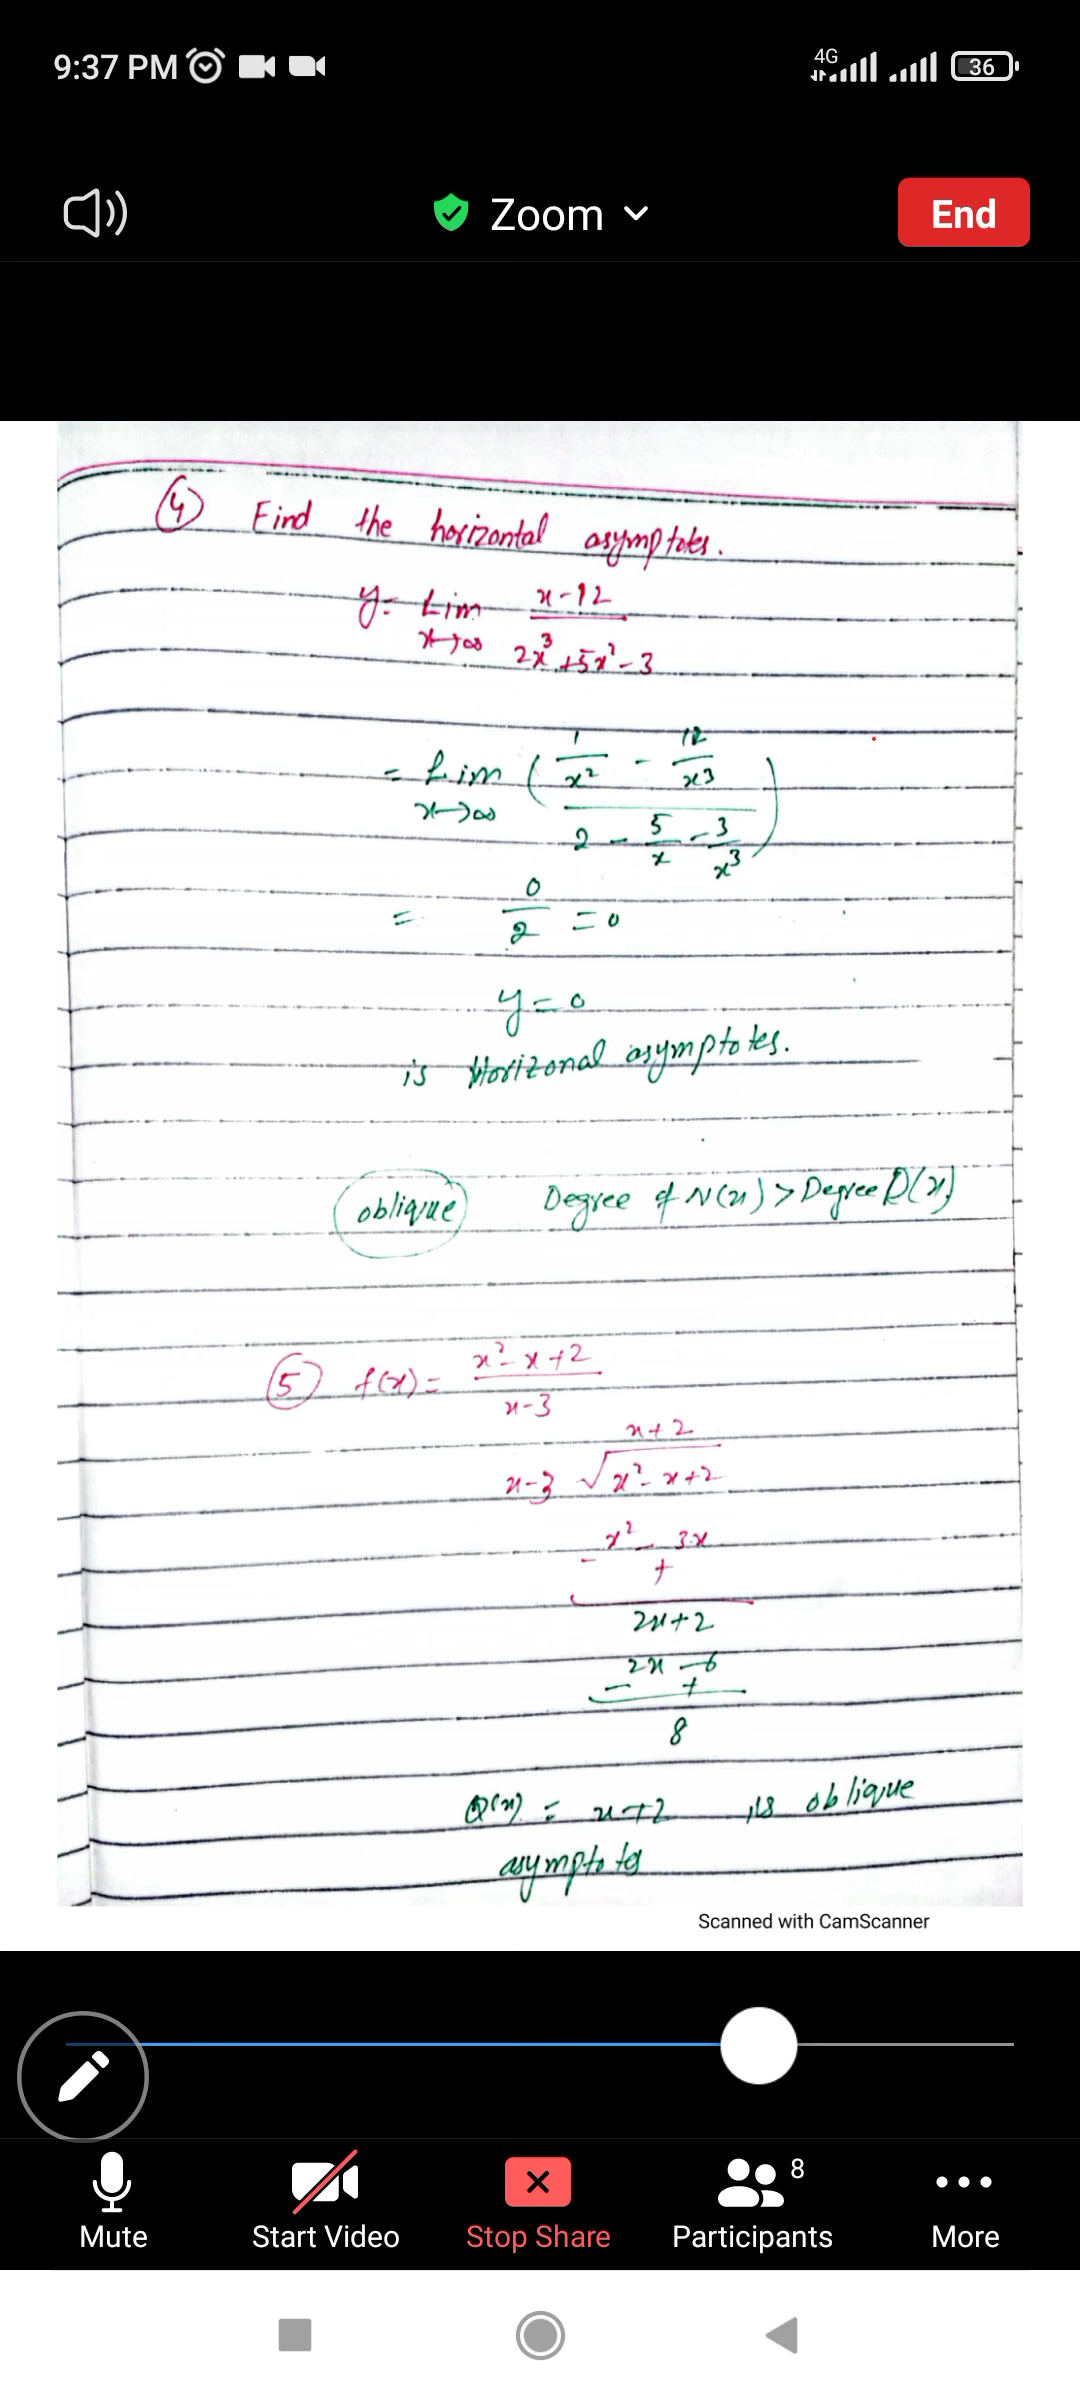 9:37 PM 4G 36
Zoom End
④ Find the horizontal asymptotes.
y = Lim x-12
x→∞ 2x³+5x²-3
= Lim ( 1/x² - 12/x³ )
x→∞ 2 - 5/x - 3/x³
= 0/2 = 0
y = 0
is Horizonal asymptotes.
oblique Degree of N(x) > Degree D(x)
⑤ f(x) = x²-x+2
x-3
x+2
x-3 √x²-x+2
x² - 3x
- +
2x+2
2x-6
- +
8
Q(x) = x+2 is oblique
asymptotes
Scanned with CamScanner
8
Mute Start Video Stop Share Participants More